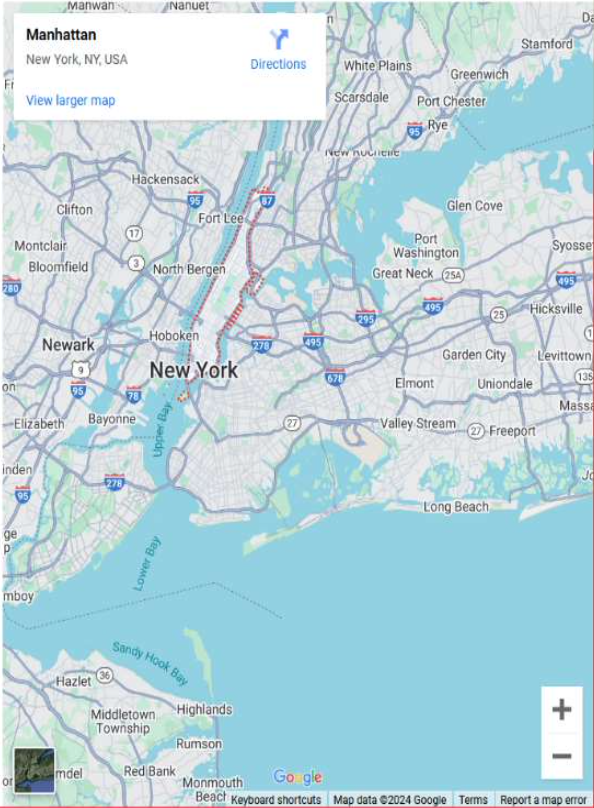 Mahwah
Nanuet
Manhattan
New York, NY, USA
Directions
View larger map
Stamford
White Plains
Greenwich
Scarsdale
Port Chester
95
Rye
New Rochelle
Hackensack
95
87
Fort Lee
Glen Cove
Clifton
17
Port
Washington
Montclair
3
Bloomfield
North Bergen
Great Neck
25A
Syosse
280
495
495
295
Hicksville
25
Hoboken
278
495
Newark
Garden City
Levittown
9
New York
678
Elmont
Uniondale
135
95
78
Massa
Elizabeth
Bayonne
Upper Bay
27
Valley Stream
27
Freeport
inden
95
278
Long Beach
ge
p
Lower Bay
mboy
Sandy Hook Bay
Hazlet
36
Middletown
Township
Highlands
Rumson
mdel
Red Bank
Monmouth
Beach
Google
Keyboard shortcuts
Map data ©2024 Google
Terms
Report a map error